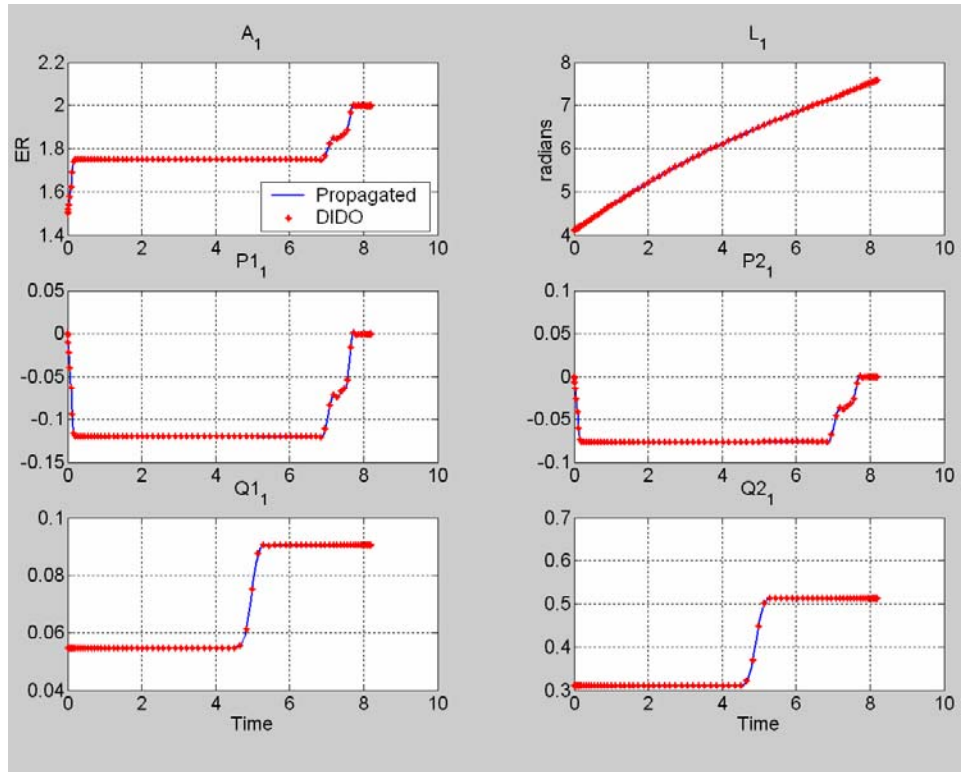 A1
2.2
2
1.8
1.6
1.4
ER
0 2 4 6 8 10
Propagated
DIDO
L1
8
7
6
5
4
radians
0 2 4 6 8 10
P11
0.05
0
-0.05
-0.1
-0.15
0 2 4 6 8 10
P21
0.1
0.05
0
-0.05
-0.1
0 2 4 6 8 10
Q11
0.1
0.08
0.06
0.04
0 2 4 6 8 10
Time
Q21
0.7
0.6
0.5
0.4
0.3
0 2 4 6 8 10
Time